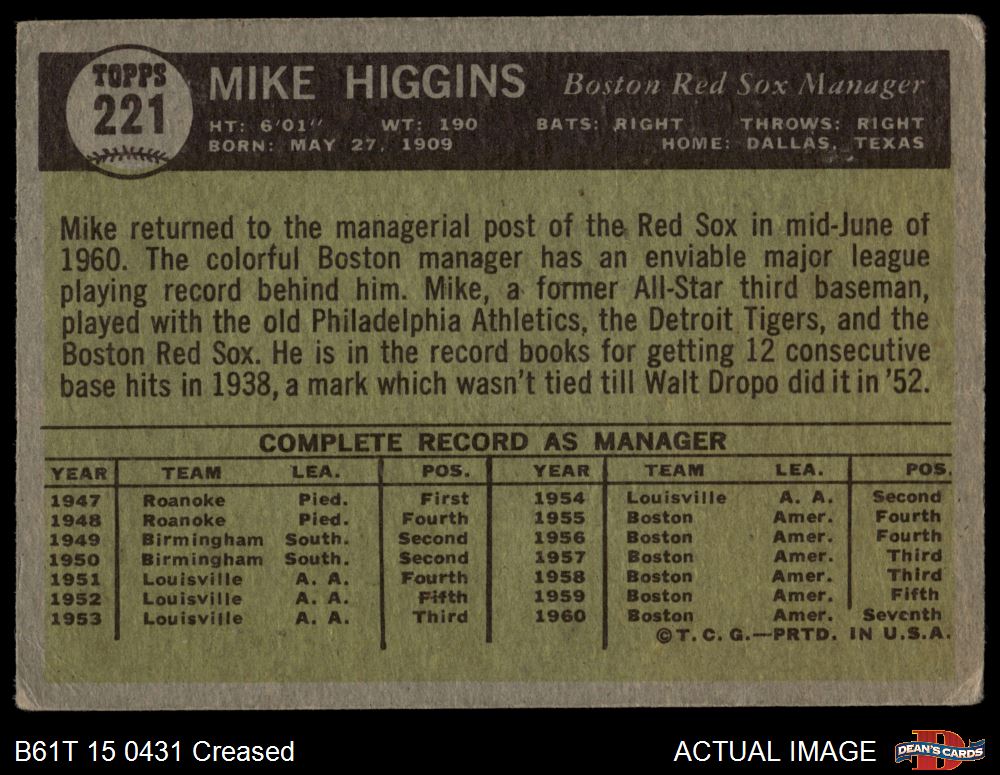 TOPPS
221
MIKE HIGGINS Boston Red Sox Manager
HT: 6'01" WT: 190 BATS: RIGHT THROWS: RIGHT
BORN: MAY 27, 1909 HOME: DALLAS, TEXAS
Mike returned to the managerial post of the Red Sox in mid-June of
1960. The colorful Boston manager has an enviable major league
playing record behind him. Mike, a former All-Star third baseman,
played with the old Philadelphia Athletics, the Detroit Tigers, and the
Boston Red Sox. He is in the record books for getting 12 consecutive
base hits in 1938, a mark which wasn't tied till Walt Dropo did it in '52.
COMPLETE RECORD AS MANAGER
YEAR TEAM LEA. POS. YEAR TEAM LEA. POS.
1947 Roanoke Pied. First 1954 Louisville A. A. Second
1948 Roanoke Pied. Fourth 1955 Boston Amer. Fourth
1949 Birmingham South. Second 1956 Boston Amer. Fourth
1950 Birmingham South. Second 1957 Boston Amer. Third
1951 Louisville A. A. Fourth 1958 Boston Amer. Third
1952 Louisville A. A. Fifth 1959 Boston Amer. Fifth
1953 Louisville A. A. Third 1960 Boston Amer. Seventh
©T. C. G.—PRTD. IN U.S.A.
B61T 15 0431 Creased ACTUAL IMAGE DEAN'S CARDS